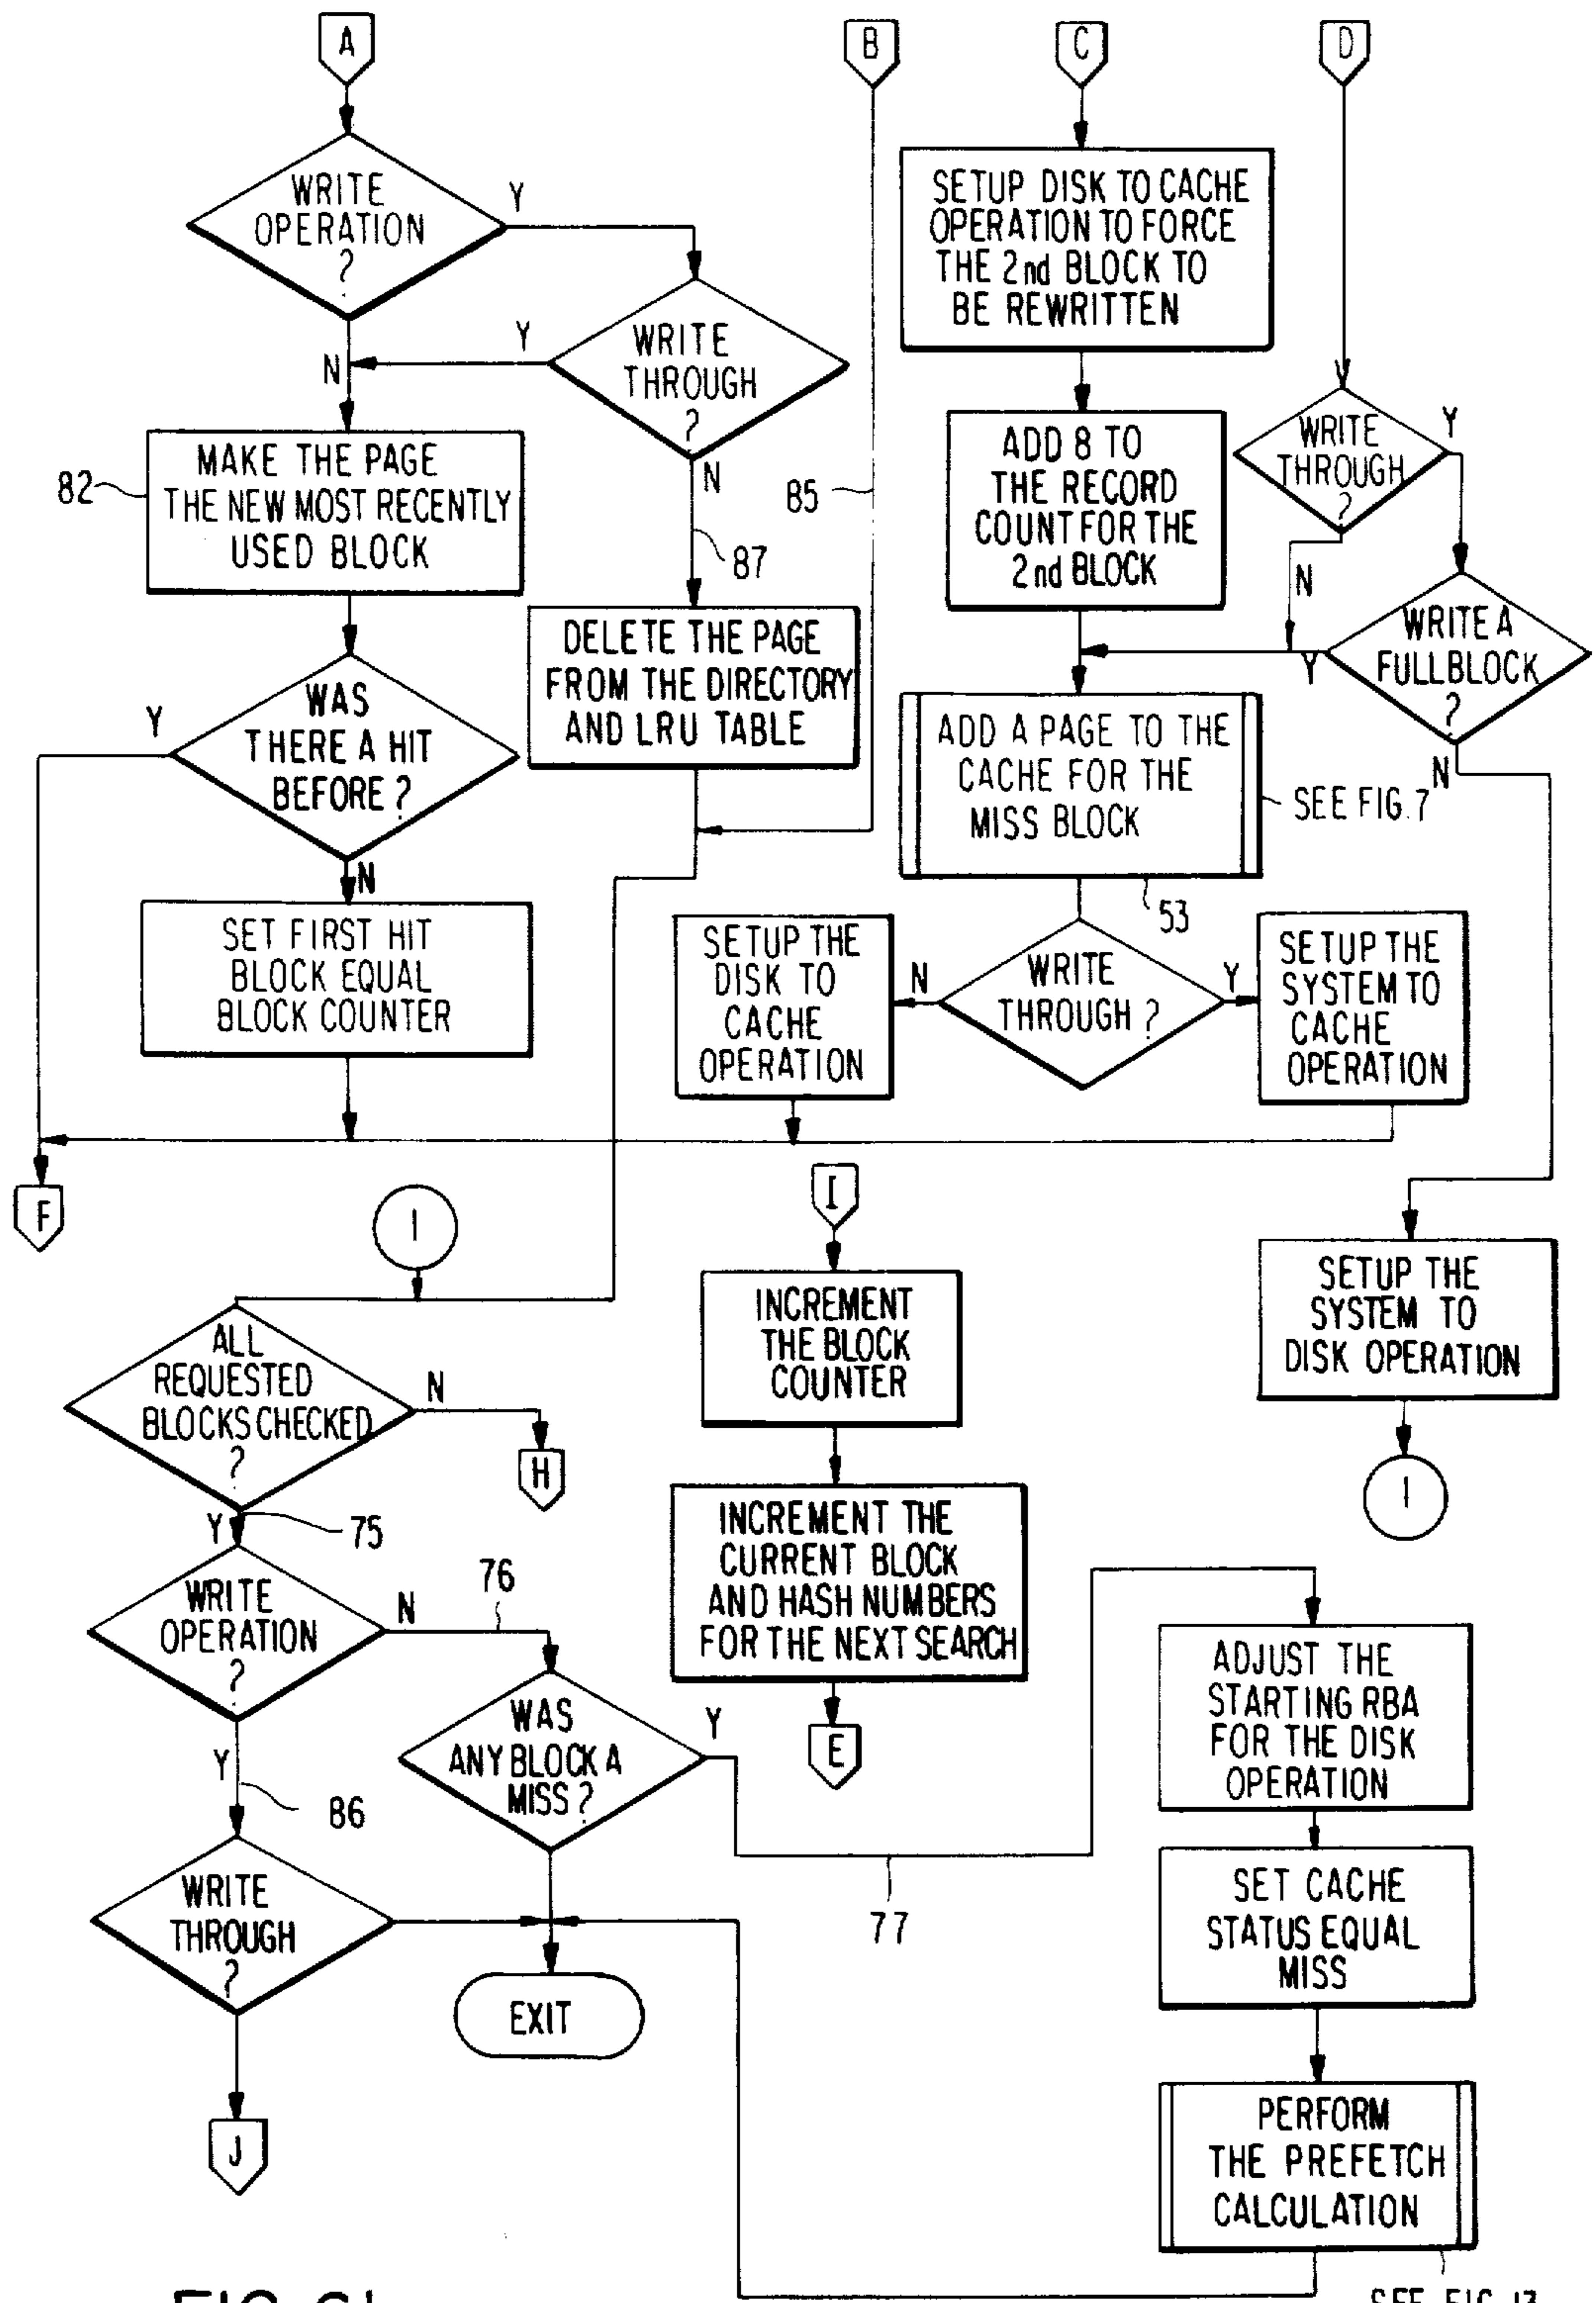 A
B
C
D
WRITE
OPERATION
?
Y
N
WRITE
THROUGH
?
Y
N
87
85
82
MAKE THE PAGE
THE NEW MOST RECENTLY
USED BLOCK
DELETE THE PAGE
FROM THE DIRECTORY
AND LRU TABLE
WAS
THERE A HIT
BEFORE ?
Y
N
SET FIRST HIT
BLOCK EQUAL
BLOCK COUNTER
F
SETUP DISK TO CACHE
OPERATION TO FORCE
THE 2nd BLOCK TO
BE REWRITTEN
ADD 8 TO
THE RECORD
COUNT FOR THE
2nd BLOCK
WRITE
THROUGH
?
Y
N
WRITE A
FULLBLOCK
?
Y
N
ADD A PAGE TO THE
CACHE FOR THE
MISS BLOCK
SEE FIG. 7
53
SETUP THE
DISK TO
CACHE
OPERATION
N
WRITE
THROUGH ?
Y
SETUP THE
SYSTEM TO
CACHE
OPERATION
SETUP THE
SYSTEM TO
DISK OPERATION
1
1
ALL
REQUESTED
BLOCKS CHECKED
?
N
H
Y
75
WRITE
OPERATION
?
N
76
Y
86
WAS
ANY BLOCK A
MISS ?
Y
77
WRITE
THROUGH
?
EXIT
J
I
INCREMENT
THE BLOCK
COUNTER
INCREMENT THE
CURRENT BLOCK
AND HASH NUMBERS
FOR THE NEXT SEARCH
E
ADJUST THE
STARTING RBA
FOR THE DISK
OPERATION
SET CACHE
STATUS EQUAL
MISS
PERFORM
THE PREFETCH
CALCULATION
SEE FIG. 13